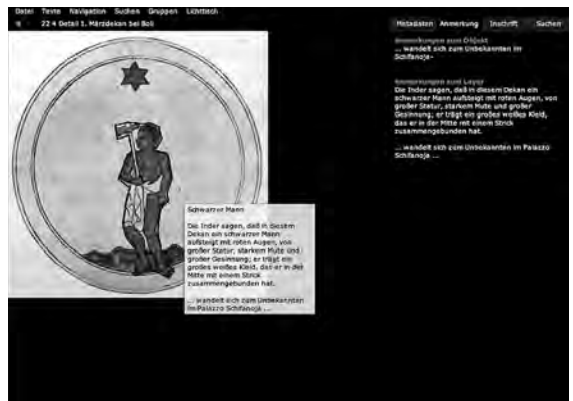 Datei Texte Navigation Suchen Gruppen Lichttisch
22 4 Detail 1. Märzdekan bei Boll
Metadaten Anmerkung Inschrift Suchen
Anmerkungen zum Objekt
... wandelt sich zum Unbekannten im
Schifanoja-
Anmerkungen zum Layer
Die Inder sagen, daß in diesem Dekan ein
schwarzer Mann aufsteigt mit roten Augen, von
großer Statur, starkem Mute und großer
Gesinnung; er trägt ein großes weißes Kleid,
das er in der Mitte mit einem Strick
zusammengebunden hat.
... wandelt sich zum Unbekannten im Palazzo
Schifanoja ...
Schwarzer Mann
Die Inder sagen, daß in diesem
Dekan ein schwarzer Mann
aufsteigt mit roten Augen, von
großer Statur, starkem Mute und
großer Gesinnung; er trägt ein
großes weißes Kleid, das er in der
Mitte mit einem Strick
zusammengebunden hat.
... wandelt sich zum Unbekannten
im Palazzo Schifanoja ...